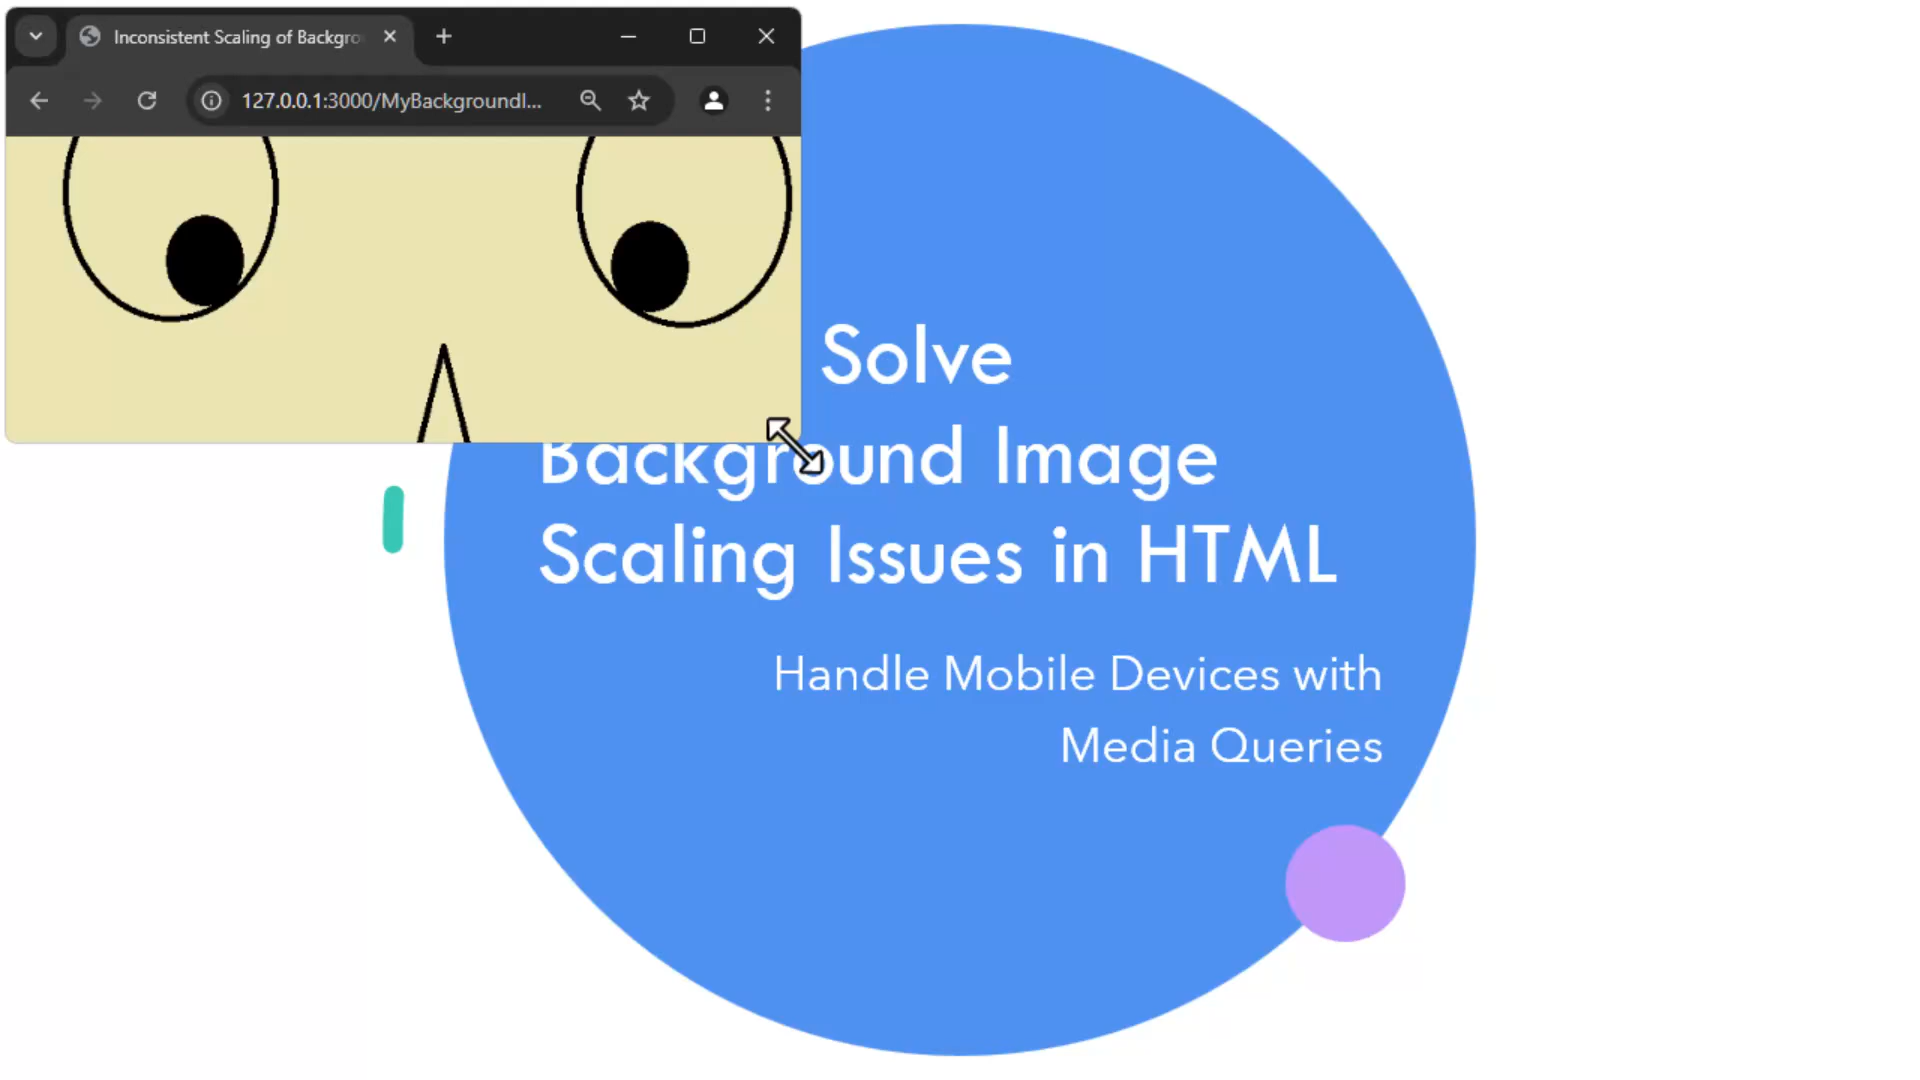 Inconsistent Scaling of Backgro
127.0.0.1:3000/MyBackgroundI...
Solve
Background Image
Scaling Issues in HTML
Handle Mobile Devices with
Media Queries